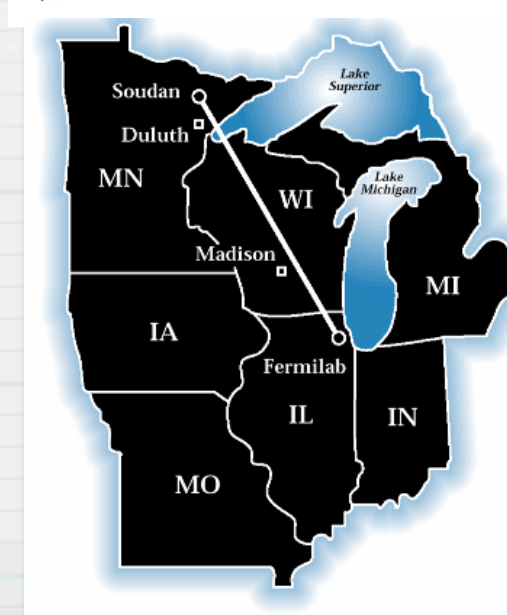 Lake
Superior
Soudan
Duluth
Lake
Michigan
MN
WI
Madison
MI
IA
Fermilab
IL
IN
MO